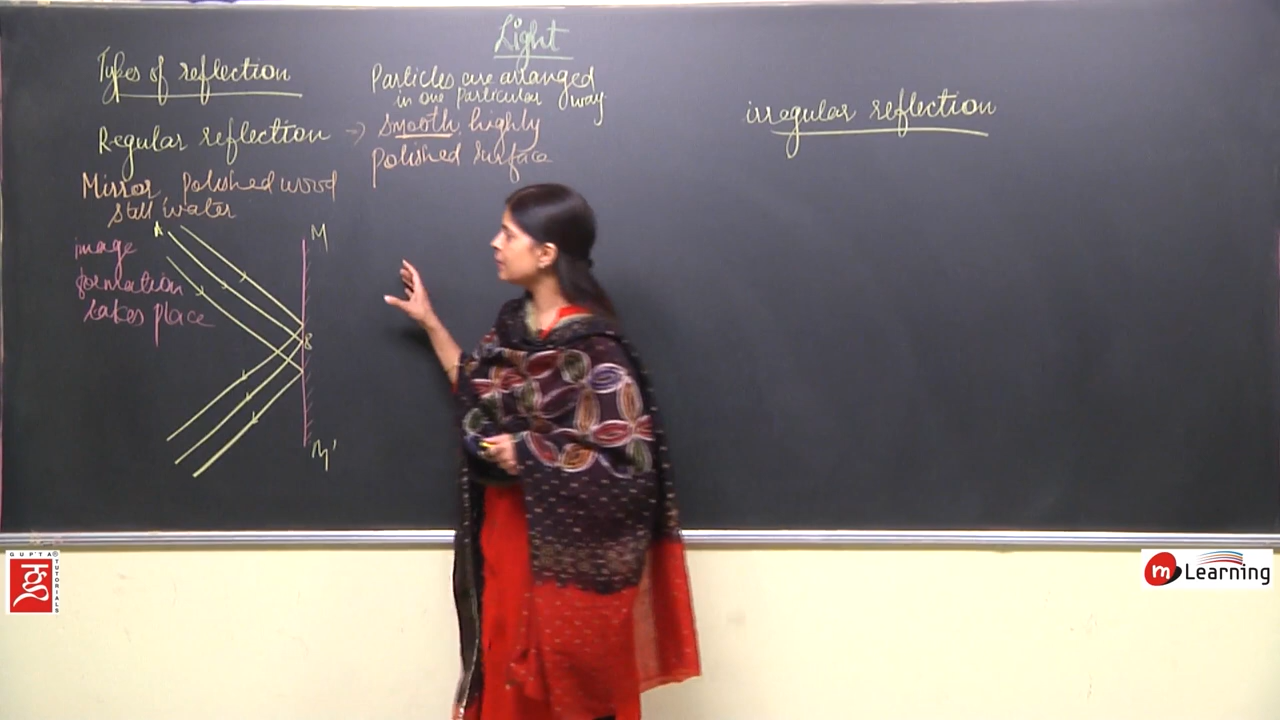 Light
Types of reflection
Regular reflection → smooth, highly
polished surface
Particles are arranged
in one particular way
Mirror, Polished wood
still water
image
formation
takes place
A
M
B
M'
irregular reflection
GUPTA®
TUTORIALS
m Learning